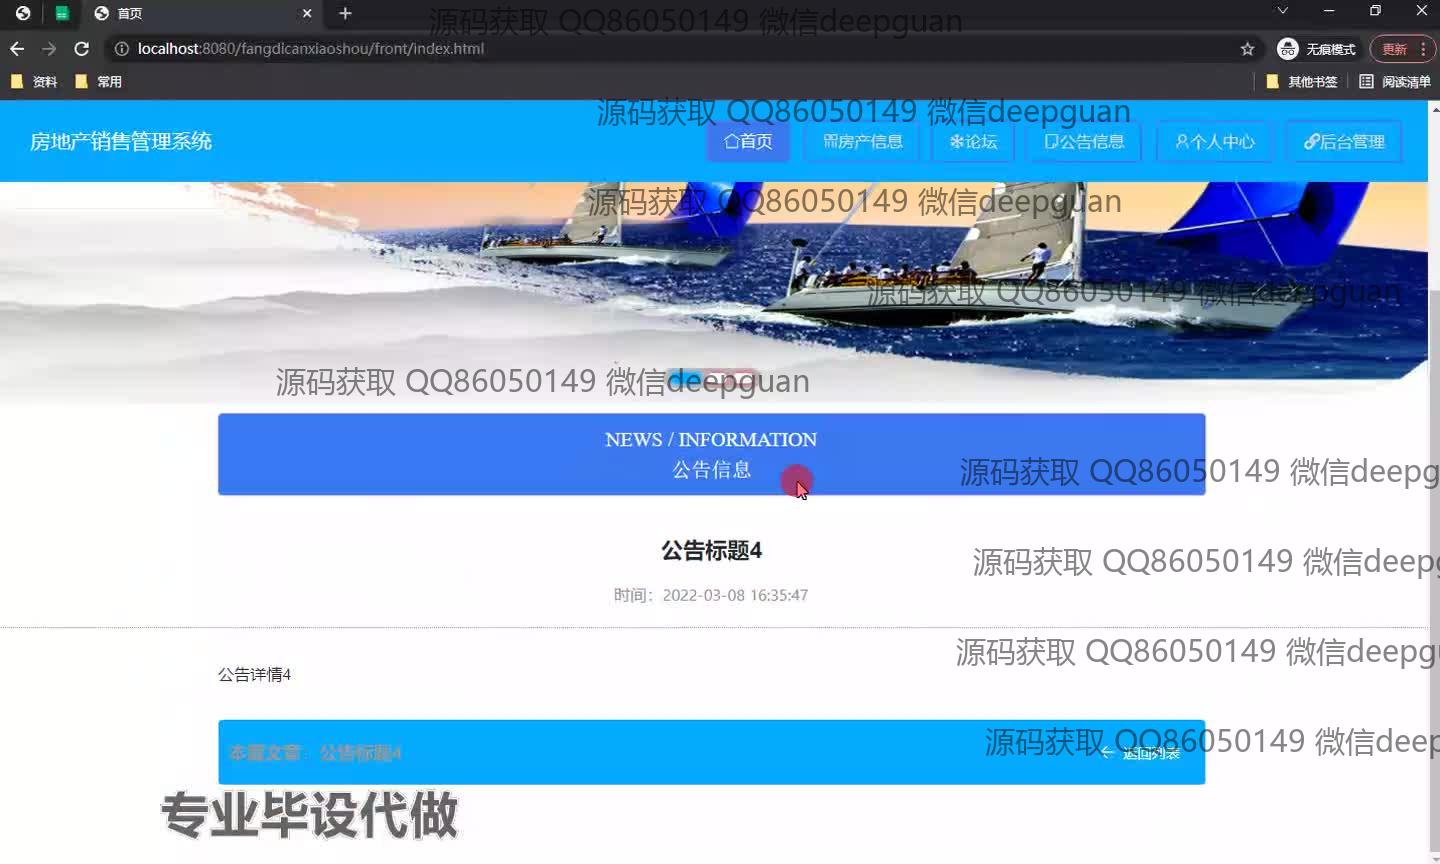 首页
源码获取 QQ86050149 微信deepguan
localhost:8080/fangdicanxiaoshou/front/index.html
无痕模式
更新
资料
常用
其他书签
阅读清单
源码获取 QQ86050149 微信deepguan
房地产销售管理系统
首页
房产信息
论坛
公告信息
个人中心
后台管理
源码获取 QQ86050149 微信deepguan
源码获取 QQ86050149 微信deepguan
源码获取 QQ86050149 微信deepguan
NEWS / INFORMATION
公告信息
源码获取 QQ86050149 微信deepg
公告标题4
源码获取 QQ86050149 微信deepg
时间：2022-03-08 16:35:47
源码获取 QQ86050149 微信deepgu
公告详情4
本篇文章：公告标题4
源码获取 QQ86050149 微信deep
返回列表
专业毕设代做